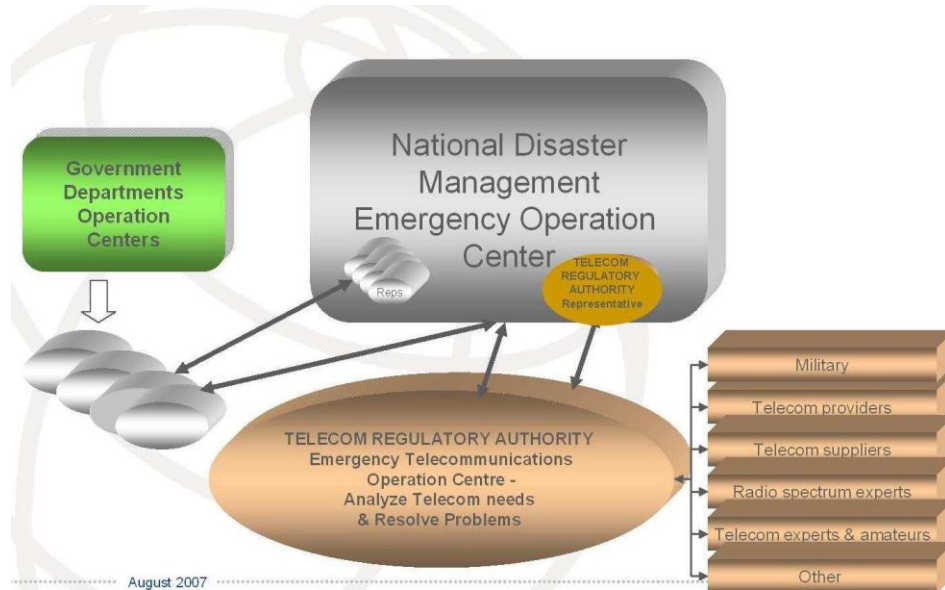 National Disaster
Management
Emergency Operation
Center
Government
Departments
Operation
Centers
Reps
TELECOM
REGULATORY
AUTHORITY
Representative
TELECOM REGULATORY AUTHORITY
Emergency Telecommunications
Operation Centre -
Analyze Telecom needs
& Resolve Problems
Military
Telecom providers
Telecom suppliers
Radio spectrum experts
Telecom experts & amateurs
Other
August 2007